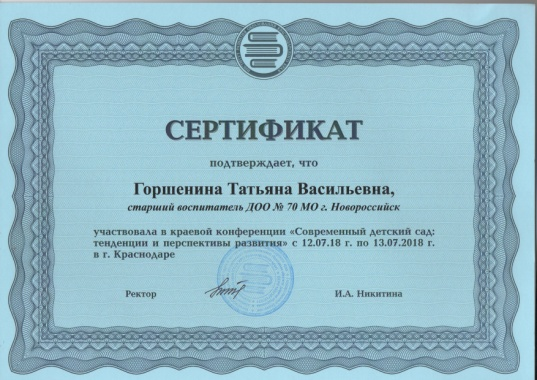 СЕРТИФИКАТ
подтверждает, что
Горшенина Татьяна Васильевна,
старший воспитатель ДОО № 70 МО г. Новороссийск
участвовала в краевой конференции «Современный детский сад:
тенденции и перспективы развития» с 12.07.18 г. по 13.07.2018 г.
в г. Краснодаре
Ректор
И.А. Никитина